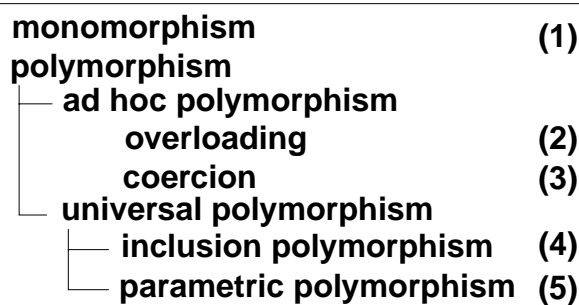 monomorphism (1)
polymorphism
ad hoc polymorphism
overloading (2)
coercion (3)
universal polymorphism
inclusion polymorphism (4)
parametric polymorphism (5)